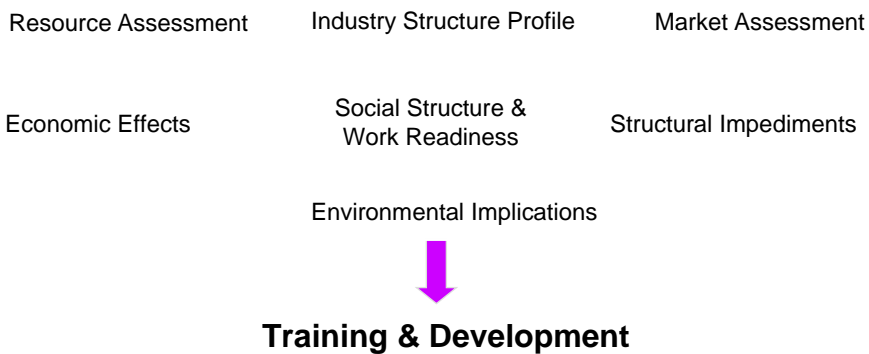 Resource Assessment
Industry Structure Profile
Market Assessment
Economic Effects
Social Structure &
Work Readiness
Structural Impediments
Environmental Implications
Training & Development